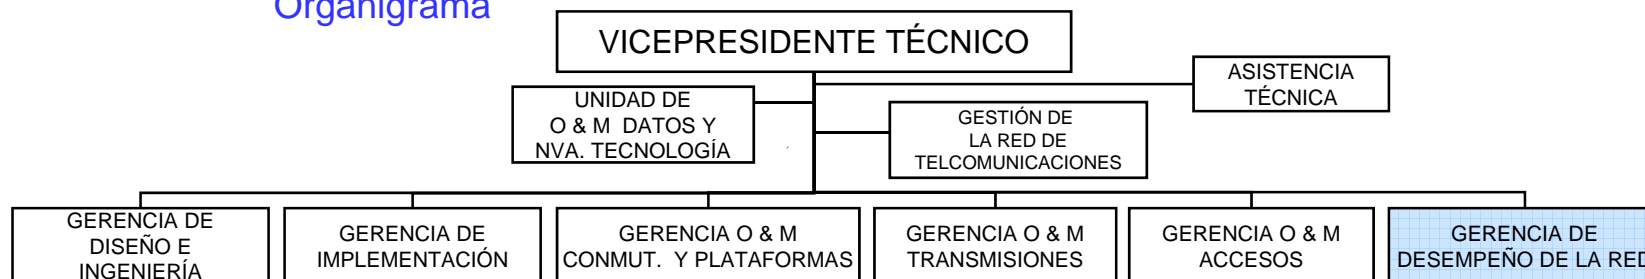 Organigrama
VICEPRESIDENTE TÉCNICO
ASISTENCIA
TÉCNICA
UNIDAD DE
O & M DATOS Y
NVA. TECNOLOGÍA
GESTIÓN DE
LA RED DE
TELCOMUNICACIONES
GERENCIA DE
DISEÑO E
INGENIERÍA
GERENCIA DE
IMPLEMENTACIÓN
GERENCIA O & M
CONMUT. Y PLATAFORMAS
GERENCIA O & M
TRANSMISIONES
GERENCIA O & M
ACCESOS
GERENCIA DE
DESEMPEÑO DE LA RED